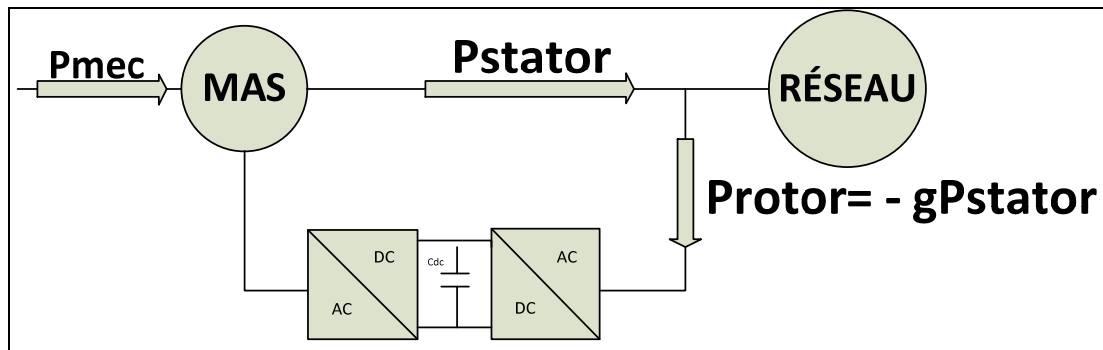 Pmec
MAS
Pstator
RÉSEAU
Protor= - gPstator
DC
AC
Cdc
AC
DC